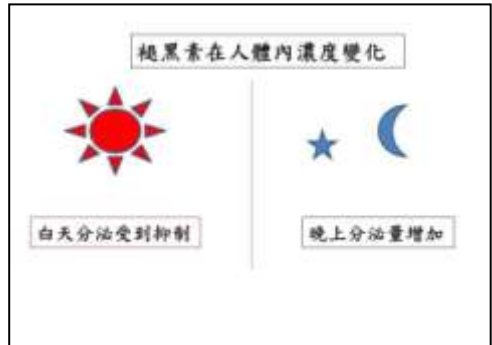 褪黑素在人體內濃度變化
白天分泌受到抑制
晚上分泌量增加